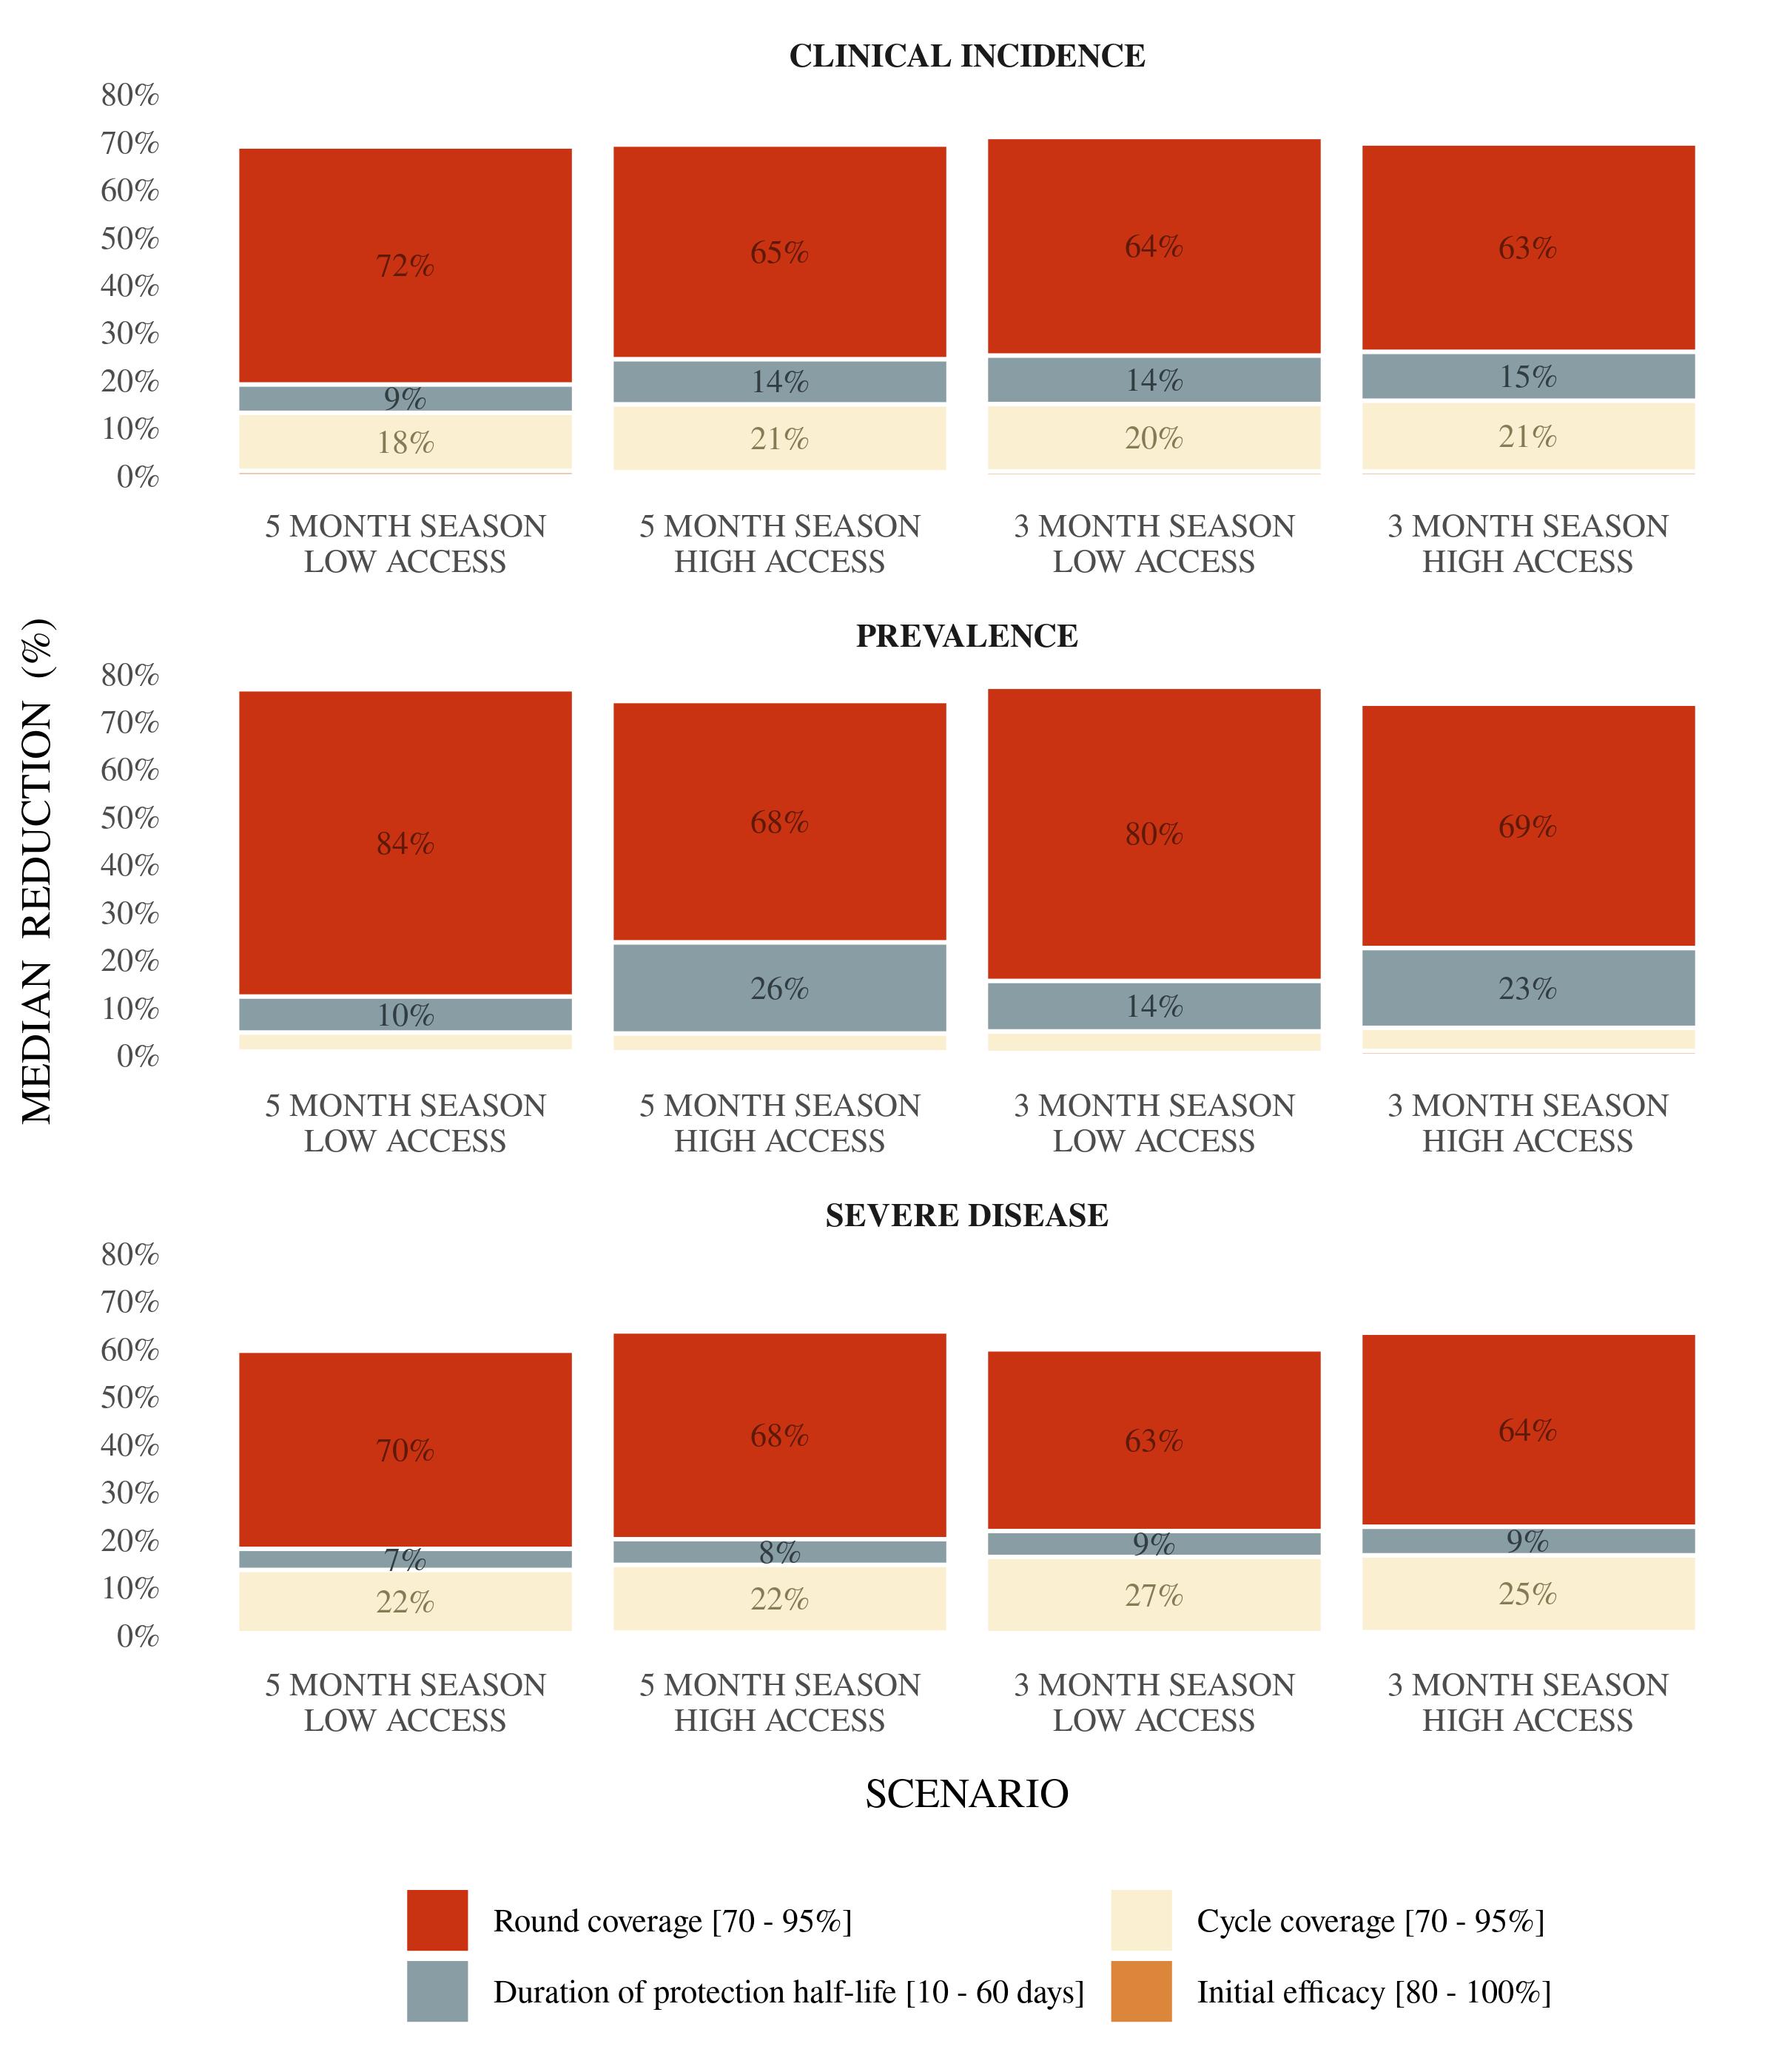 CLINICAL INCIDENCE
80%
70%
60%
50%
40%
30%
20%
10%
0%
72%
9%
18%
65%
14%
21%
64%
14%
20%
63%
15%
21%
5 MONTH SEASON
LOW ACCESS
5 MONTH SEASON
HIGH ACCESS
3 MONTH SEASON
LOW ACCESS
3 MONTH SEASON
HIGH ACCESS
MEDIAN REDUCTION (%)
PREVALENCE
80%
70%
60%
50%
40%
30%
20%
10%
0%
84%
10%
68%
26%
80%
14%
69%
23%
5 MONTH SEASON
LOW ACCESS
5 MONTH SEASON
HIGH ACCESS
3 MONTH SEASON
LOW ACCESS
3 MONTH SEASON
HIGH ACCESS
SEVERE DISEASE
80%
70%
60%
50%
40%
30%
20%
10%
0%
70%
7%
22%
68%
8%
22%
63%
9%
27%
64%
9%
25%
5 MONTH SEASON
LOW ACCESS
5 MONTH SEASON
HIGH ACCESS
3 MONTH SEASON
LOW ACCESS
3 MONTH SEASON
HIGH ACCESS
SCENARIO
Round coverage [70 - 95%]
Duration of protection half-life [10 - 60 days]
Cycle coverage [70 - 95%]
Initial efficacy [80 - 100%]